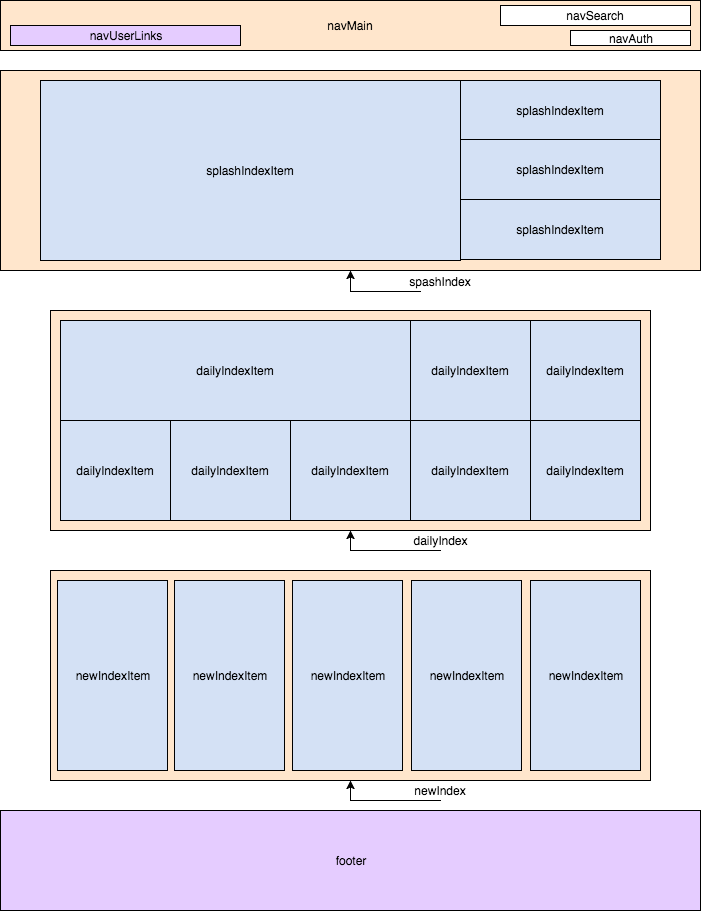 navSearch
navMain
navUserLinks
navAuth
splashIndexItem
splashIndexItem
splashIndexItem
splashIndexItem
spashIndex
dailyIndexItem dailyIndexItem dailyIndexItem
dailyIndexItem dailyIndexItem dailyIndexItem dailyIndexItem dailyIndexItem
dailyIndex
newIndexItem newIndexItem newIndexItem newIndexItem newIndexItem
newIndex
footer